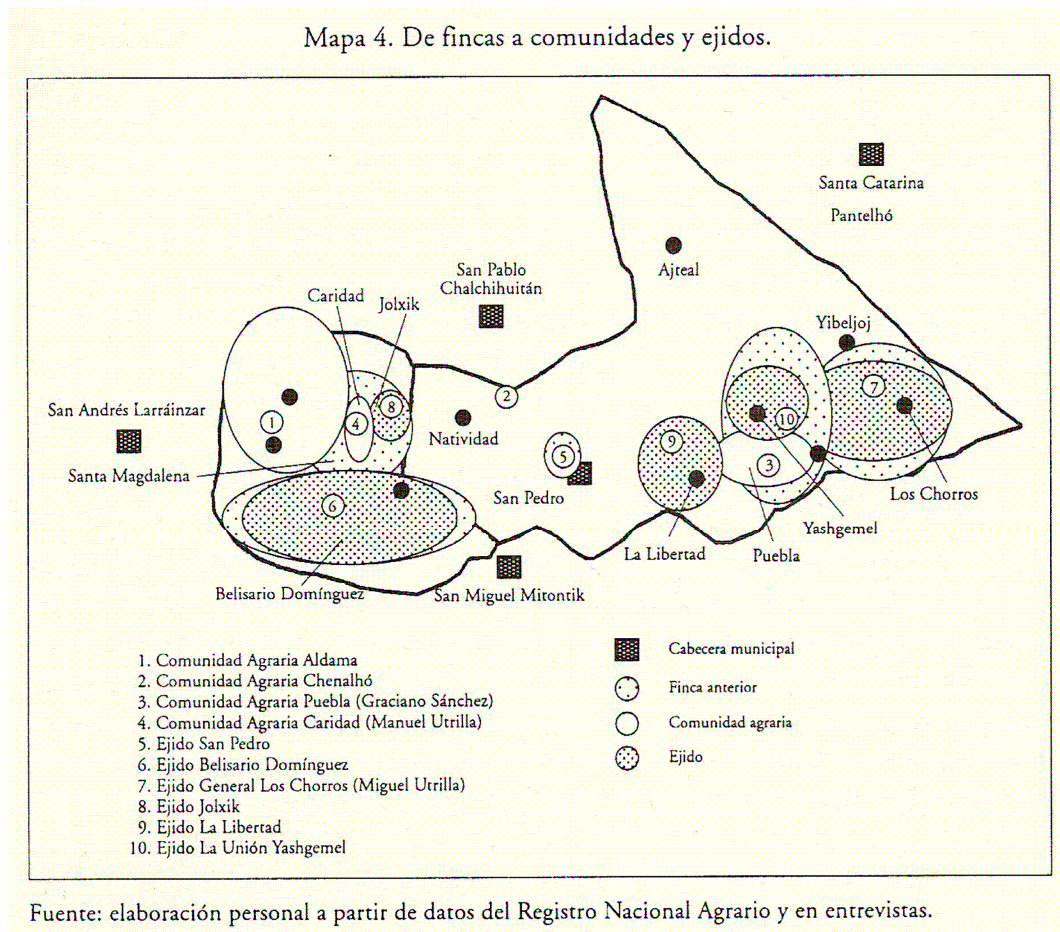 Mapa 4. De fincas a comunidades y ejidos.
Santa Catarina
Pantelhó
Ajteal
San Pablo
Chalchihuitán
Caridad
Jolxik
Yibeljoj
San Andrés Larráinzar
Santa Magdalena
1
4
8
2
Natividad
5
San Pedro
9
10
7
3
6
Los Chorros
Yashgemel
La Libertad
Puebla
Belisario Domínguez
San Miguel Mitontik
1. Comunidad Agraria Aldama
2. Comunidad Agraria Chenalhó
3. Comunidad Agraria Puebla (Graciano Sánchez)
4. Comunidad Agraria Caridad (Manuel Utrilla)
5. Ejido San Pedro
6. Ejido Belisario Domínguez
7. Ejido General Los Chorros (Miguel Utrilla)
8. Ejido Jolxik
9. Ejido La Libertad
10. Ejido La Unión Yashgemel
Cabecera municipal
Finca anterior
Comunidad agraria
Ejido
Fuente: elaboración personal a partir de datos del Registro Nacional Agrario y en entrevistas.